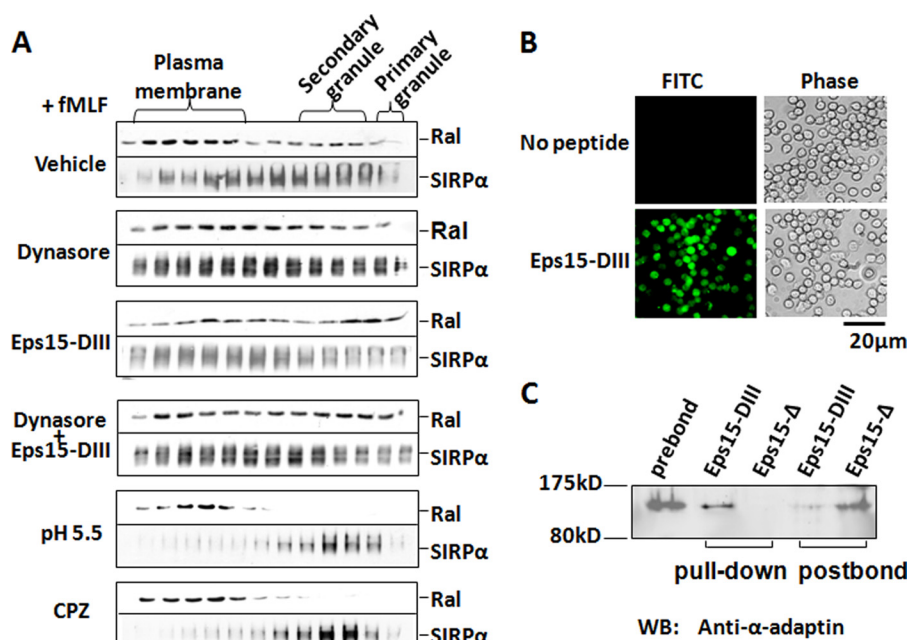 A
+ fMLF
Plasma
membrane
Secondary
granule
Primary
granule
Vehicle
Ral
SIRPα
Dynasore
Ral
SIRPα
Eps15-DIII
Ral
SIRPα
Dynasore
+
Eps15-DIII
Ral
SIRPα
pH 5.5
Ral
SIRPα
CPZ
Ral
SIRPα
B
FITC
Phase
No peptide
Eps15-DIII
20μm
C
prebond
Eps15-DIII
Eps15-Δ
Eps15-DIII
Eps15-Δ
175kD
80kD
pull-down
postbond
WB: Anti-α-adaptin